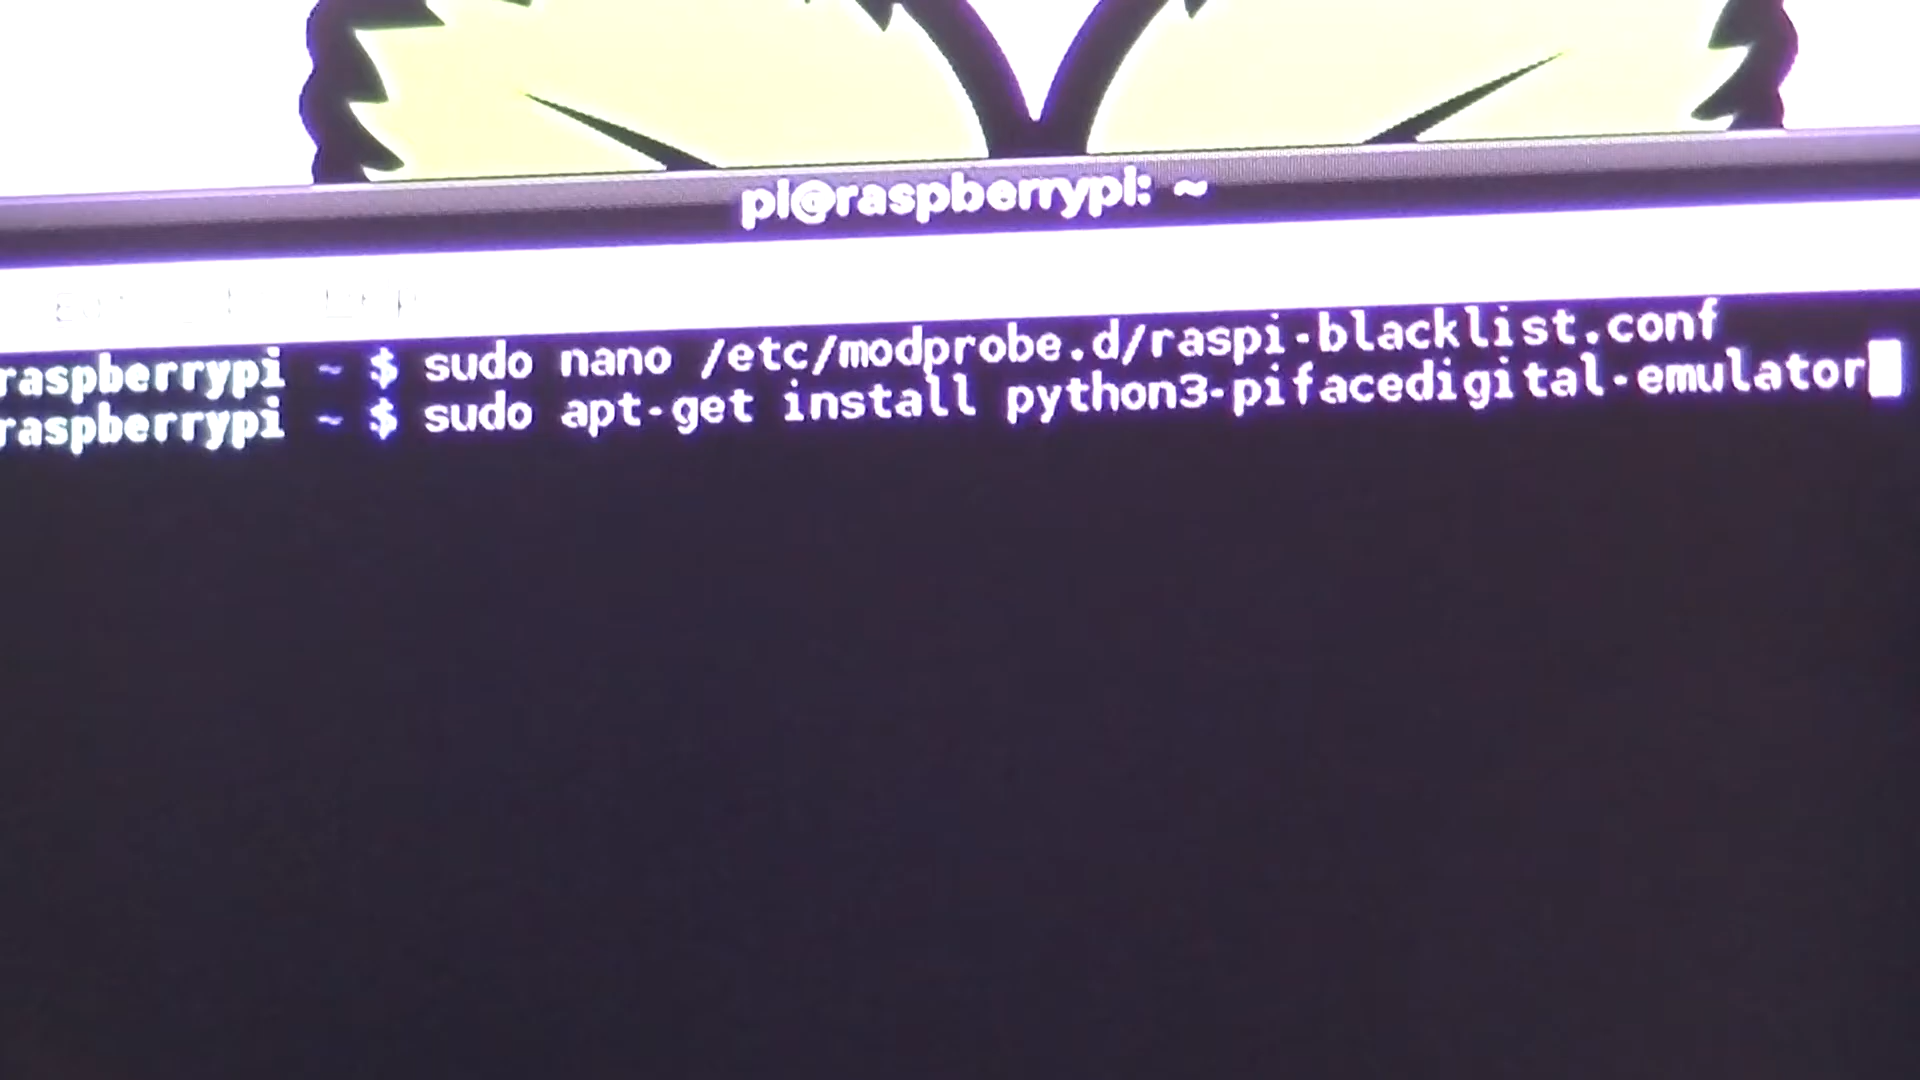 pi@raspberrypi: ~
raspberrypi ~ $ sudo nano /etc/modprobe.d/raspi-blacklist.conf
raspberrypi ~ $ sudo apt-get install python3-pifacedigital-emulator